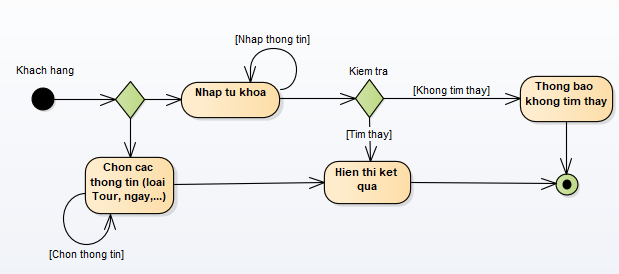 [Nhap thong tin]
Khach hang
Kiem tra
Nhap tu khoa
[Khong tim thay]
Thong bao
khong tim thay
[Tim thay]
Chon cac
thong tin (loai
Tour, ngay,...)
Hien thi ket
qua
[Chon thong tin]